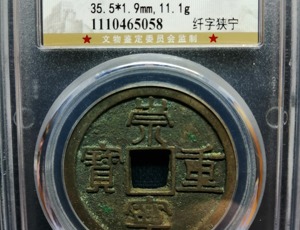 35.5*1.9mm,11.1g
1110465058 纤字狭宁
★ 文物鉴定委员会监制 ★
崇
寳 重
寧